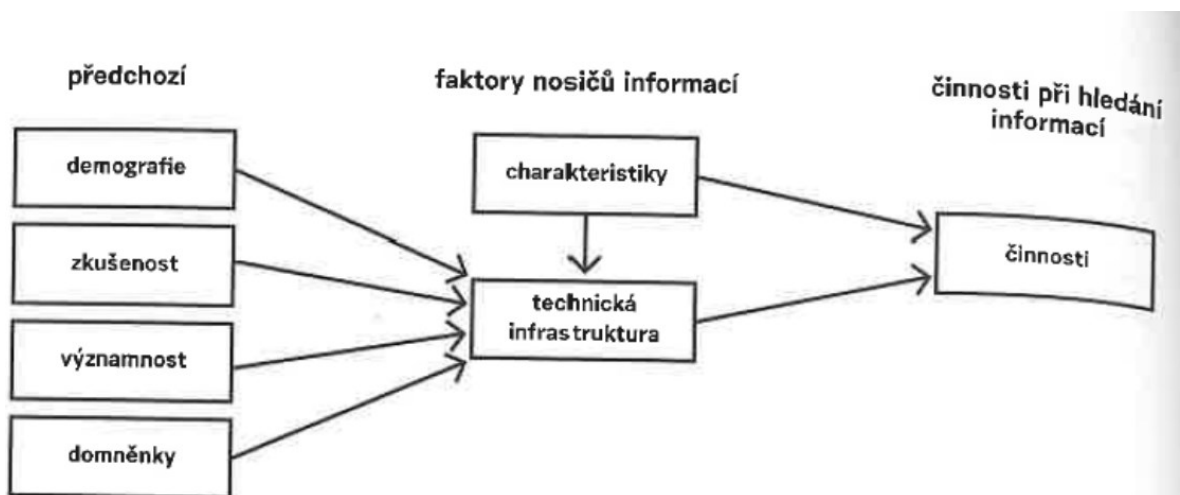 předchozí
demografie
zkušenost
významnost
domněnky
faktory nosičů informací
charakteristiky
technická
infrastruktura
činnosti při hledání
informací
činnosti